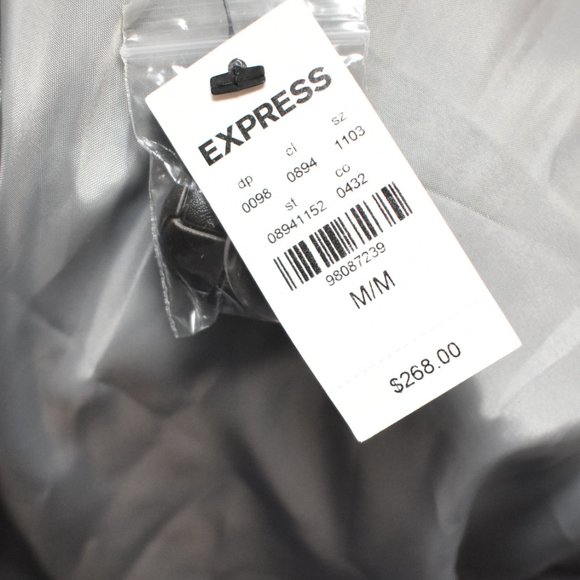 EXPRESS
dp cl sz
0098 0894 1103
st co
08941152 0432
98087239
M/M
$268.00